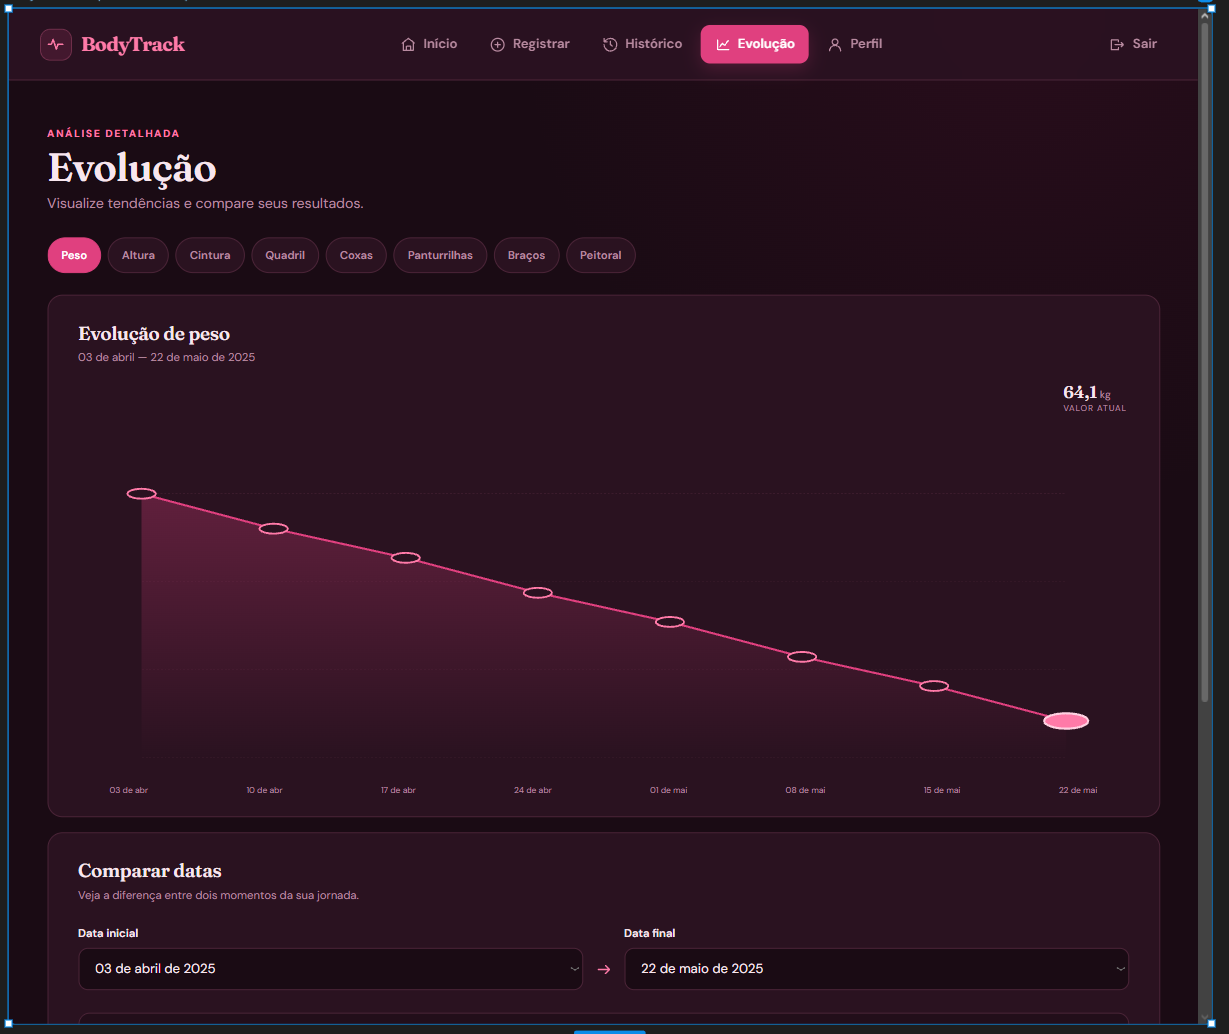 BodyTrack
Início
Registrar
Histórico
Evolução
Perfil
Sair
ANÁLISE DETALHADA
Evolução
Visualize tendências e compare seus resultados.
Peso
Altura
Cintura
Quadril
Coxas
Panturrilhas
Braços
Peitoral
Evolução de peso
03 de abril — 22 de maio de 2025
64,1 kg
VALOR ATUAL
03 de abr
10 de abr
17 de abr
24 de abr
01 de mai
08 de mai
15 de mai
22 de mai
Comparar datas
Veja a diferença entre dois momentos da sua jornada.
Data inicial
Data final
03 de abril de 2025
22 de maio de 2025